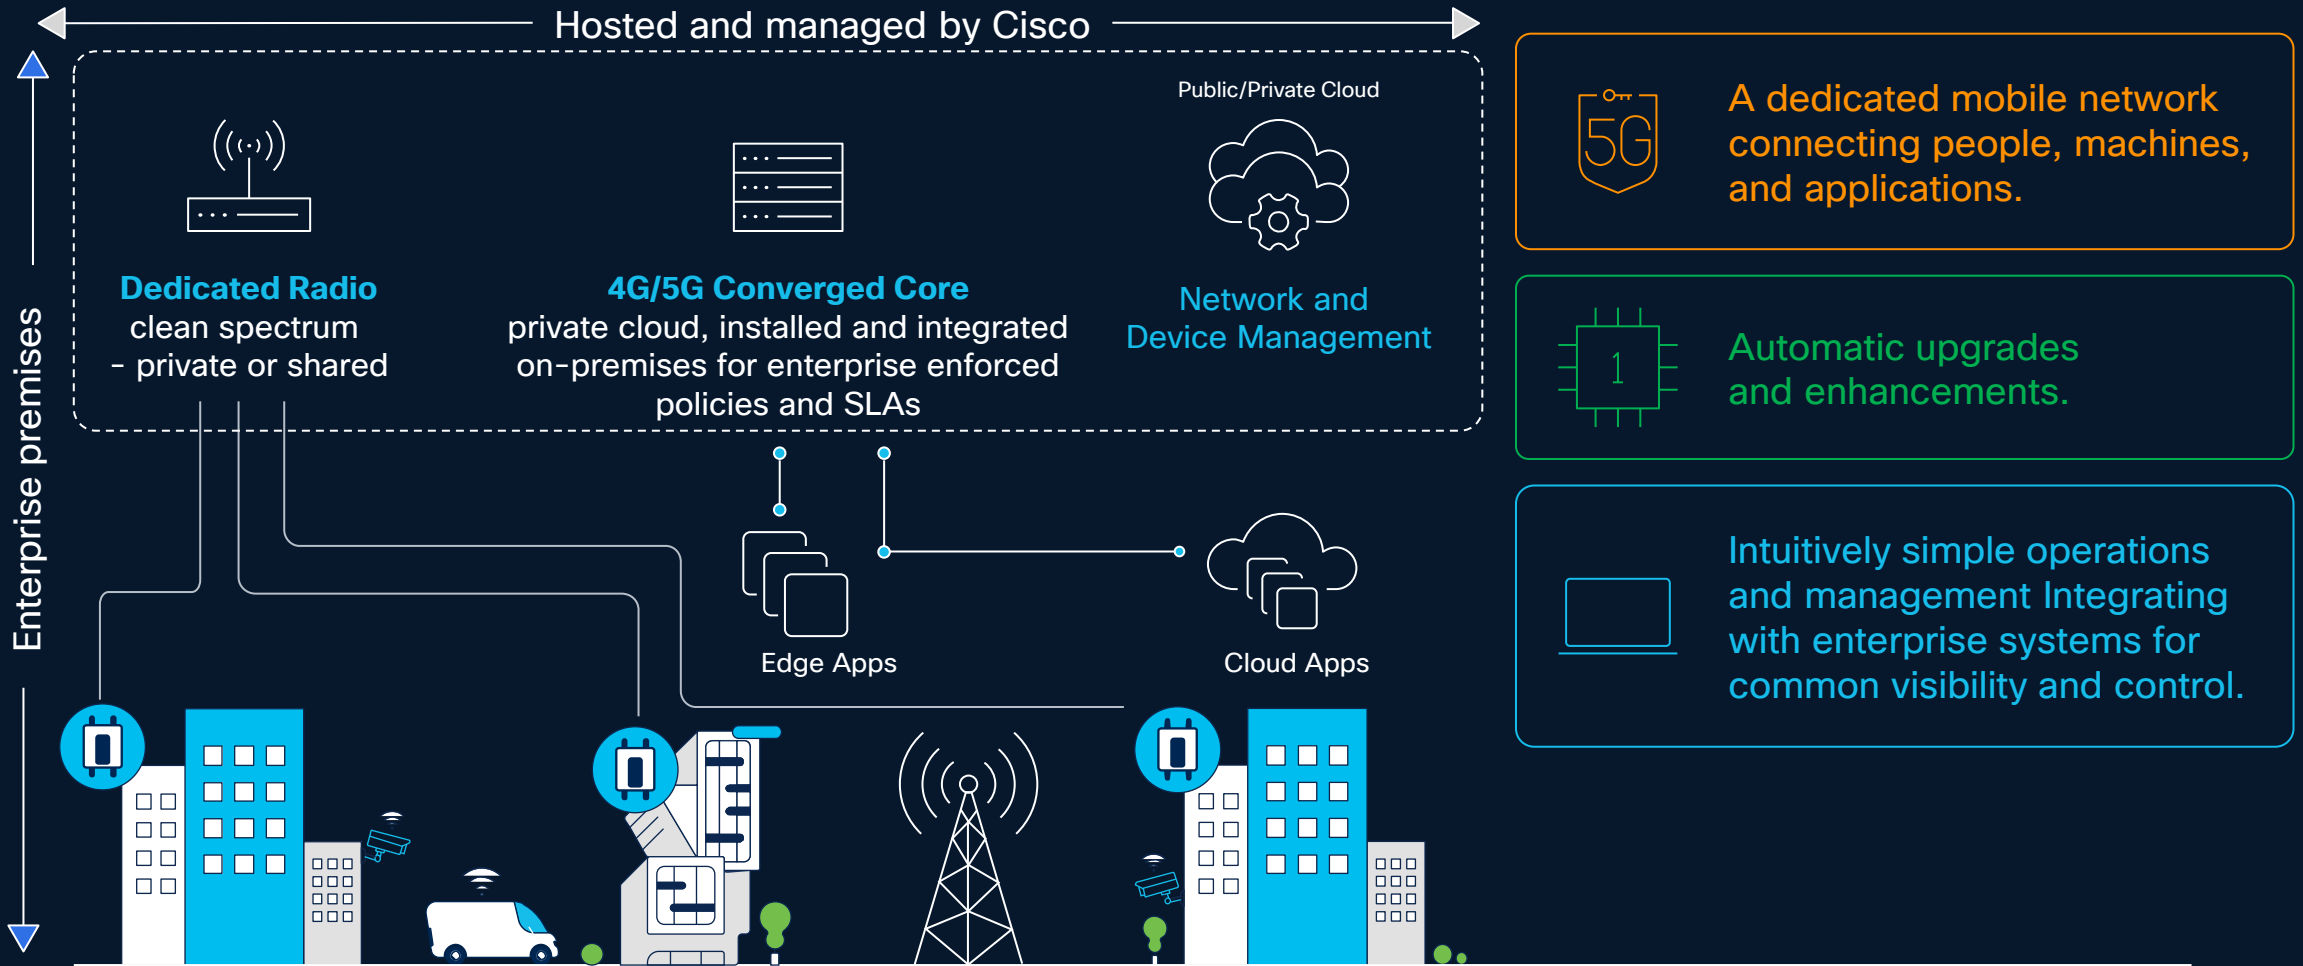 Hosted and managed by Cisco
Enterprise premises
Dedicated Radio
clean spectrum
- private or shared
4G/5G Converged Core
private cloud, installed and integrated
on-premises for enterprise enforced
policies and SLAs
Public/Private Cloud
Network and
Device Management
Edge Apps
Cloud Apps
5G
A dedicated mobile network
connecting people, machines,
and applications.
1
Automatic upgrades
and enhancements.
Intuitively simple operations
and management Integrating
with enterprise systems for
common visibility and control.